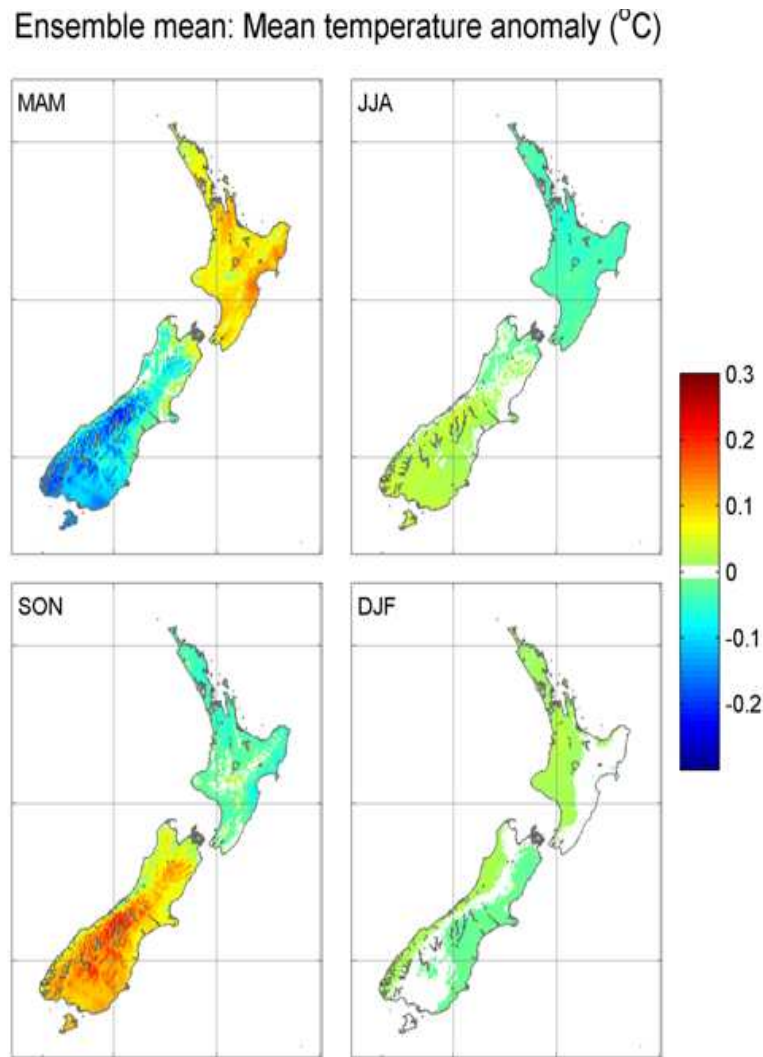 Ensemble mean: Mean temperature anomaly (°C)
MAM
JJA
0.3
0.2
0.1
0
-0.1
-0.2
SON
DJF